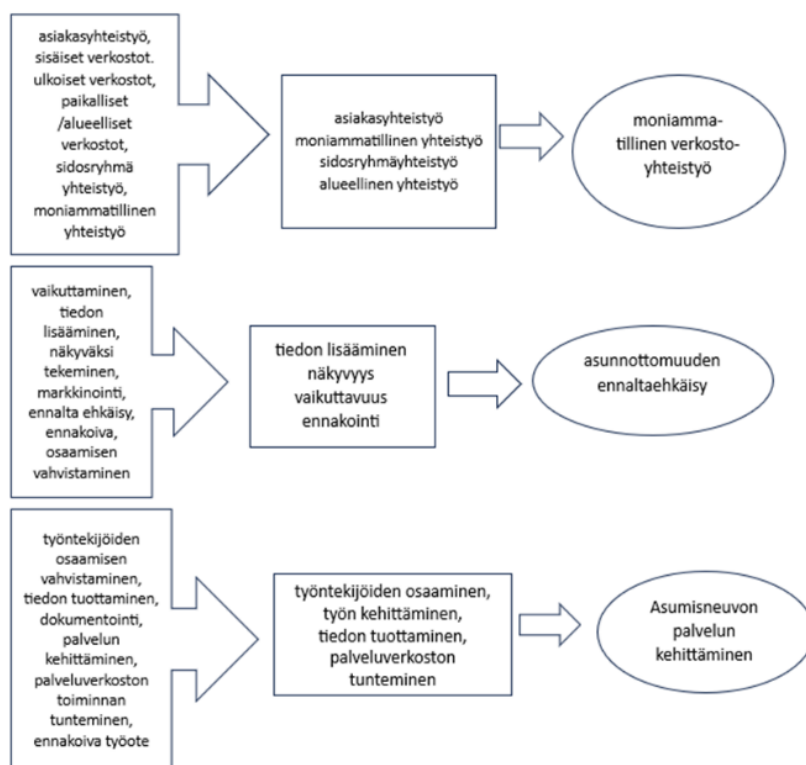 asiakasyhteistyö,
sisäiset verkostot.
ulkoiset verkostot,
paikalliset
/alueelliset
verkostot,
sidosryhmä
yhteistyö,
moniammatillinen
yhteistyö
asiakasyhteistyö
moniammatillinen yhteistyö
sidosryhmäyhteistyö
alueellinen yhteistyö
moniamma-
tillinen verkosto-
yhteistyö
vaikuttaminen,
tiedon
lisääminen,
näkyväksi
tekeminen,
markkinointi,
ennalta ehkäisy,
ennakoiva,
osaamisen
vahvistaminen
tiedon lisääminen
näkyvyys
vaikuttavuus
ennakointi
asunnottomuuden
ennaltaehkäisy
työntekijöiden
osaamisen
vahvistaminen,
tiedon tuottaminen,
dokumentointi,
palvelun
kehittäminen,
palveluverkoston
toiminnan
tunteminen,
ennakoiva työote
työntekijöiden osaaminen,
työn kehittäminen,
tiedon tuottaminen,
palveluverkoston
tunteminen
Asumisneuvon
palvelun
kehittäminen